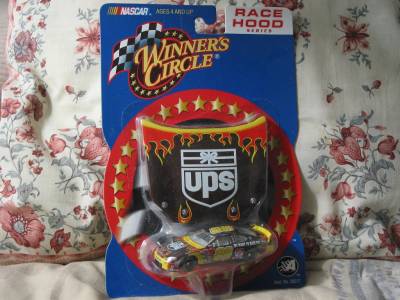 NASCAR
AGES 4 AND UP
RACE
HOOD
SERIES
WINNER'S
CIRCLE®
ups